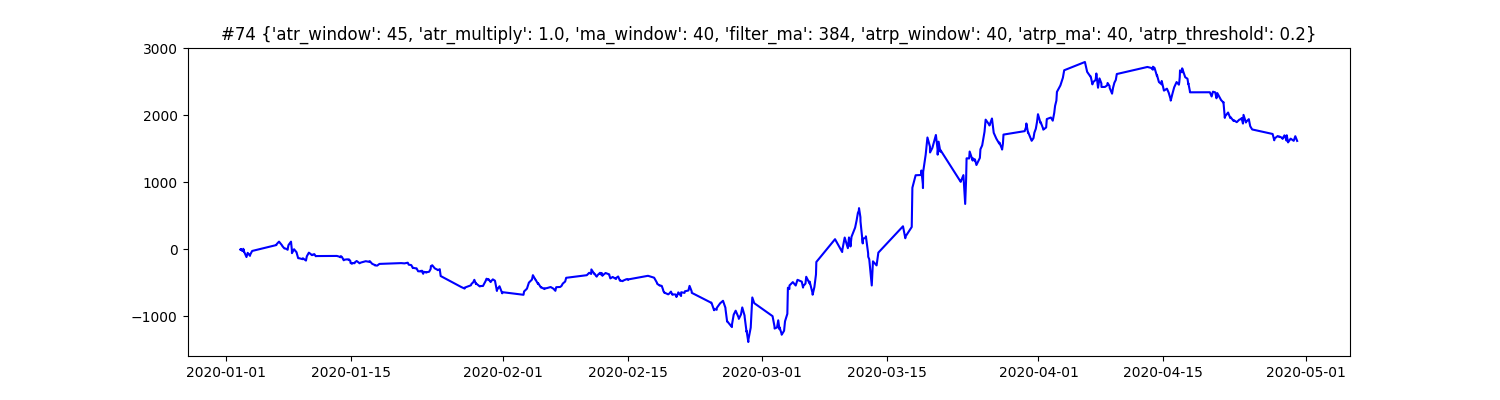 #74 {'atr_window': 45, 'atr_multiply': 1.0, 'ma_window': 40, 'filter_ma': 384, 'atrp_window': 40, 'atrp_ma': 40, 'atrp_threshold': 0.2}
3000
2000
1000
0
−1000
2020-01-01 2020-01-15 2020-02-01 2020-02-15 2020-03-01 2020-03-15 2020-04-01 2020-04-15 2020-05-01